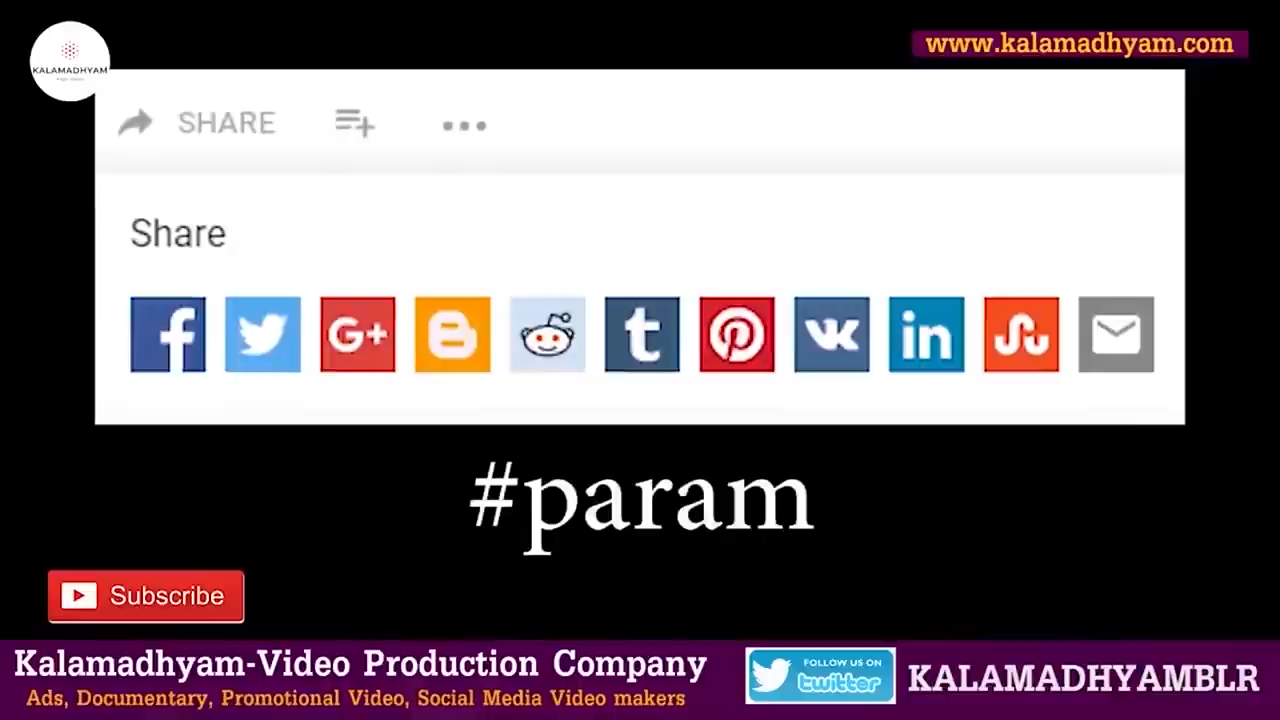 KALAMADHYAM
www.kalamadhyam.com
SHARE
Share
#param
Subscribe
Kalamadhyam-Video Production Company
Ads, Documentary, Promotional Video, Social Media Video makers
FOLLOW US ON
twitter
KALAMADHYAMBLR